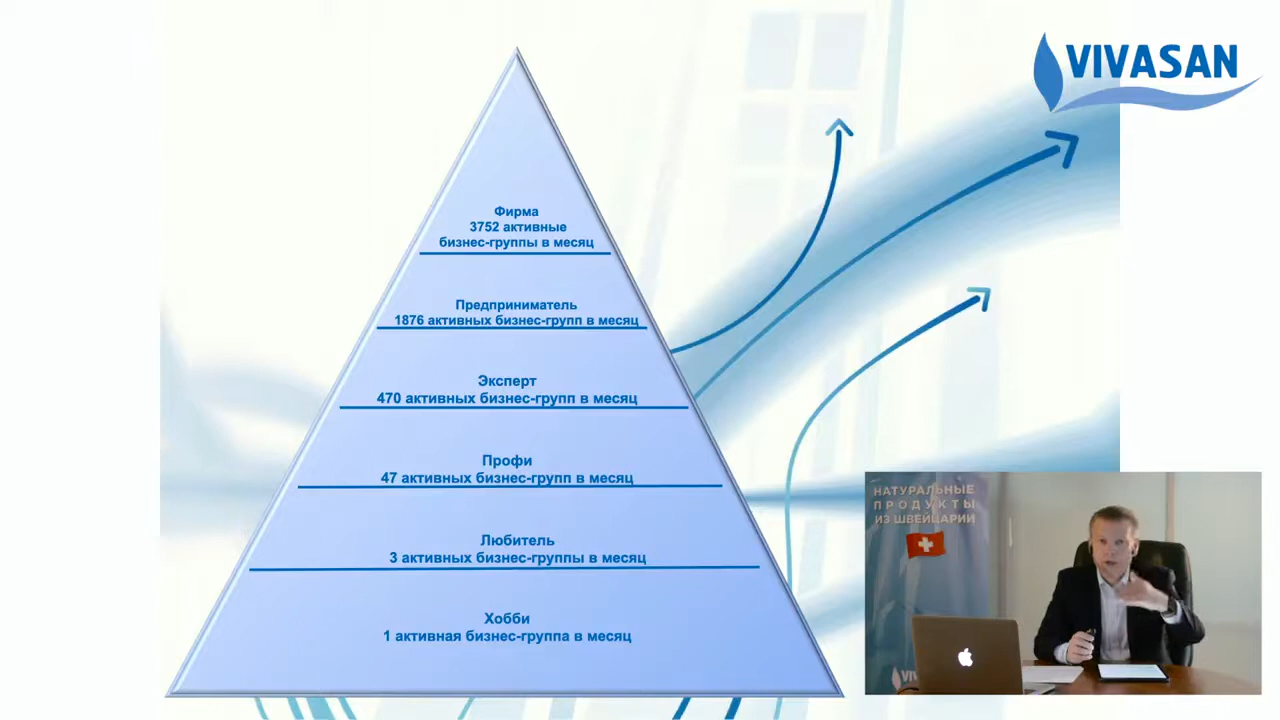 VIVASAN
Фирма
3752 активные
бизнес-группы в месяц
Предприниматель
1876 активных бизнес-групп в месяц
Эксперт
470 активных бизнес-групп в месяц
Профи
47 активных бизнес-групп в месяц
Любитель
3 активных бизнес-группы в месяц
Хобби
1 активная бизнес-группа в месяц
НАТУРАЛЬНЫЕ
ПРОДУКТЫ
ИЗ ШВЕЙЦАРИИ